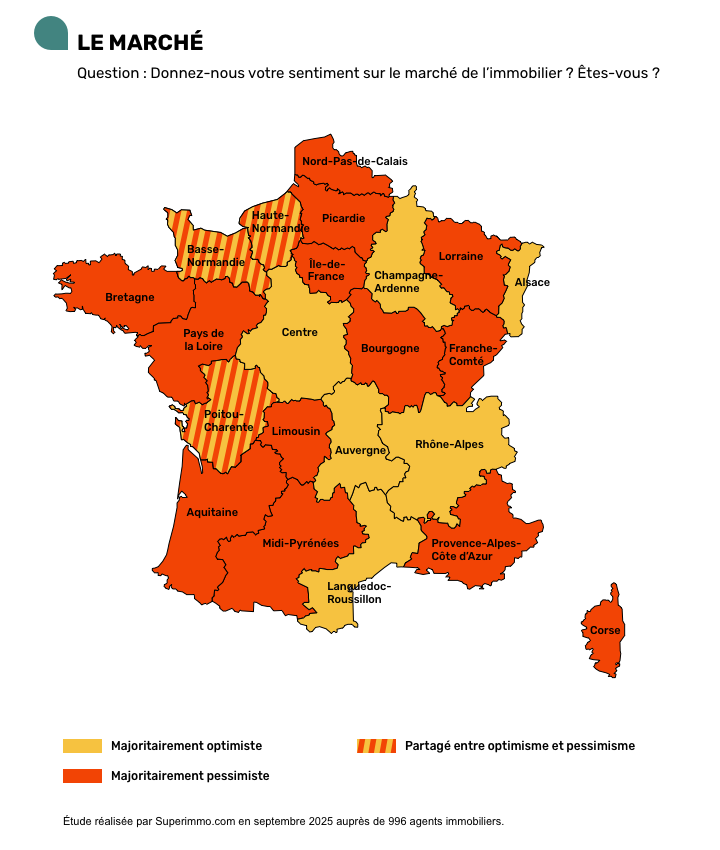 LE MARCHÉ
Question : Donnez-nous votre sentiment sur le marché de l'immobilier ? Êtes-vous ?
Nord-Pas-de-Calais
Haute-
Normandie
Picardie
Basse-
Normandie
Île-de-
France
Champagne-
Ardenne
Lorraine
Alsace
Bretagne
Pays de
la Loire
Centre
Bourgogne
Franche-
Comté
Poitou-
Charente
Limousin
Auvergne
Rhône-Alpes
Aquitaine
Midi-Pyrénées
Provence-Alpes-
Côte d'Azur
Languedoc-
Roussillon
Corse
Majoritairement optimiste
Partagé entre optimisme et pessimisme
Majoritairement pessimiste
Étude réalisée par Superimmo.com en septembre 2025 auprès de 996 agents immobiliers.